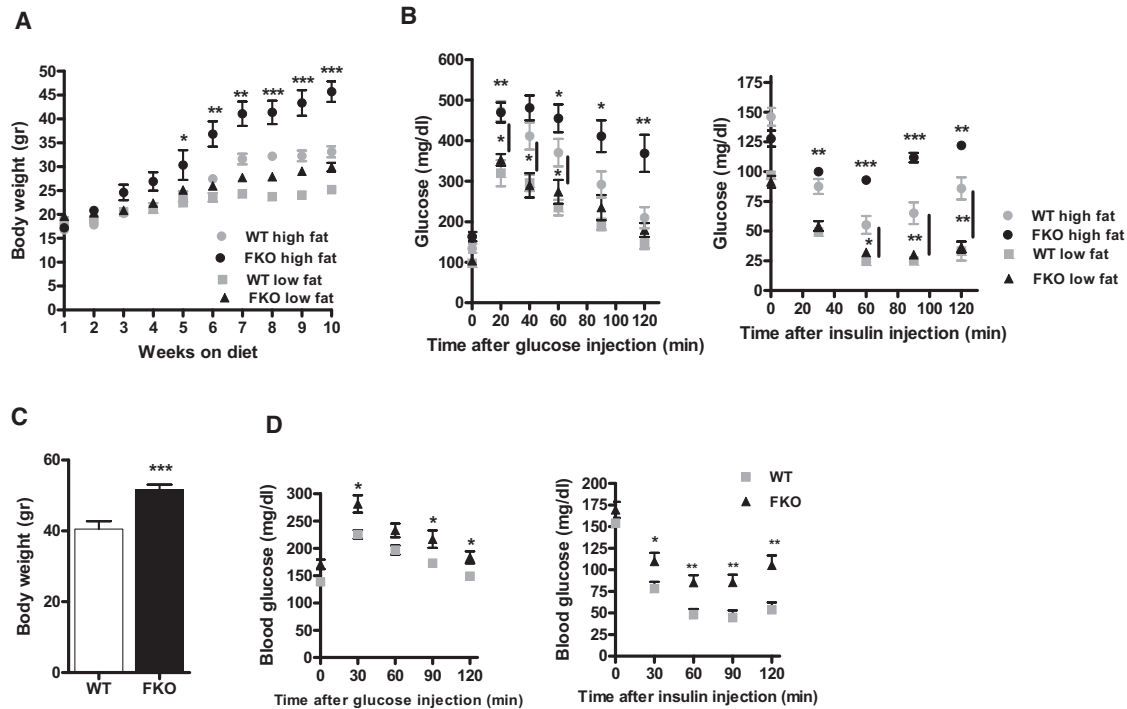 A
Body weight (gr)
50
45
40
35
30
25
20
15
10
5
0
*
**
**
***
***
***
WT high fat
FKO high fat
WT low fat
FKO low fat
1 2 3 4 5 6 7 8 9 10
Weeks on diet
B
Glucose (mg/dl)
600
500
400
300
200
100
0
**
*
*
**
*
*
*
0 20 40 60 80 100 120
Time after glucose injection (min)
Glucose (mg/dl)
175
150
125
100
75
50
25
0
**
***
***
**
*
**
**
0 20 40 60 80 100 120
Time after insulin injection (min)
WT high fat
FKO high fat
WT low fat
FKO low fat
C
Body weight (gr)
60
40
20
0
***
WT FKO
D
Blood glucose (mg/dl)
300
250
200
150
100
50
0
*
*
*
0 30 60 90 120
Time after glucose injection (min)
Blood glucose (mg/dl)
200
175
150
125
100
75
50
25
0
*
**
**
**
0 30 60 90 120
Time after insulin injection (min)
WT
FKO